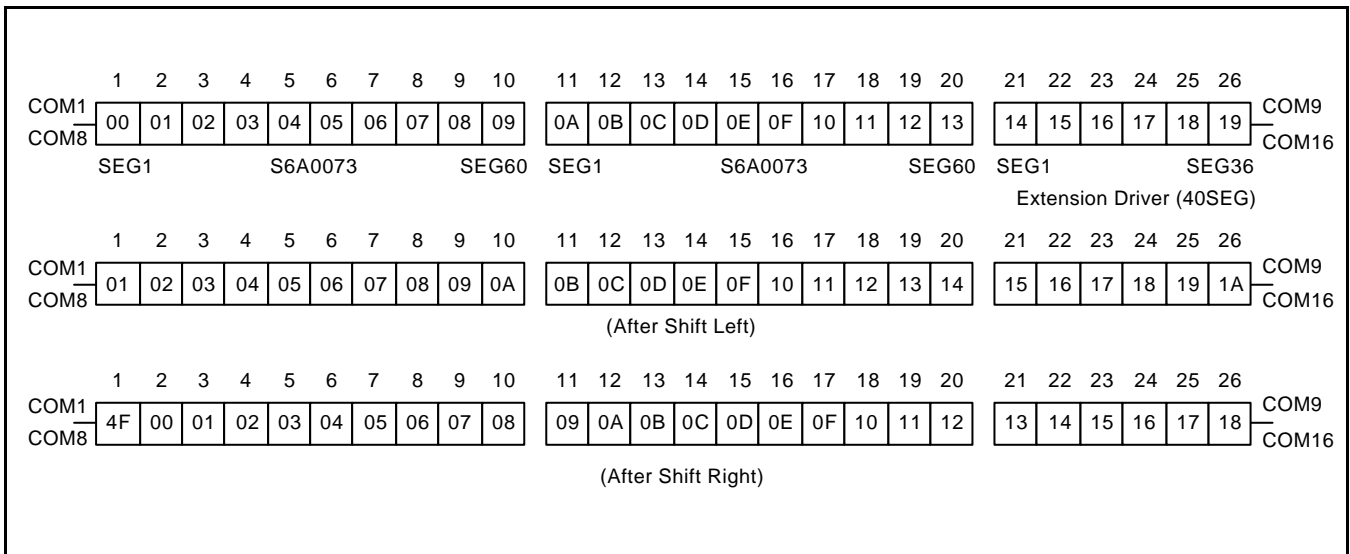 1 2 3 4 5 6 7 8 9 10 11 12 13 14 15 16 17 18 19 20 21 22 23 24 25 26
COM1 COM9
00 01 02 03 04 05 06 07 08 09 0A 0B 0C 0D 0E 0F 10 11 12 13 14 15 16 17 18 19
COM8 COM16
SEG1 S6A0073 SEG60 SEG1 S6A0073 SEG60 SEG1 SEG36
Extension Driver (40SEG)
1 2 3 4 5 6 7 8 9 10 11 12 13 14 15 16 17 18 19 20 21 22 23 24 25 26
COM1 COM9
01 02 03 04 05 06 07 08 09 0A 0B 0C 0D 0E 0F 10 11 12 13 14 15 16 17 18 19 1A
COM8 COM16
(After Shift Left)
1 2 3 4 5 6 7 8 9 10 11 12 13 14 15 16 17 18 19 20 21 22 23 24 25 26
COM1 COM9
4F 00 01 02 03 04 05 06 07 08 09 0A 0B 0C 0D 0E 0F 10 11 12 13 14 15 16 17 18
COM8 COM16
(After Shift Right)